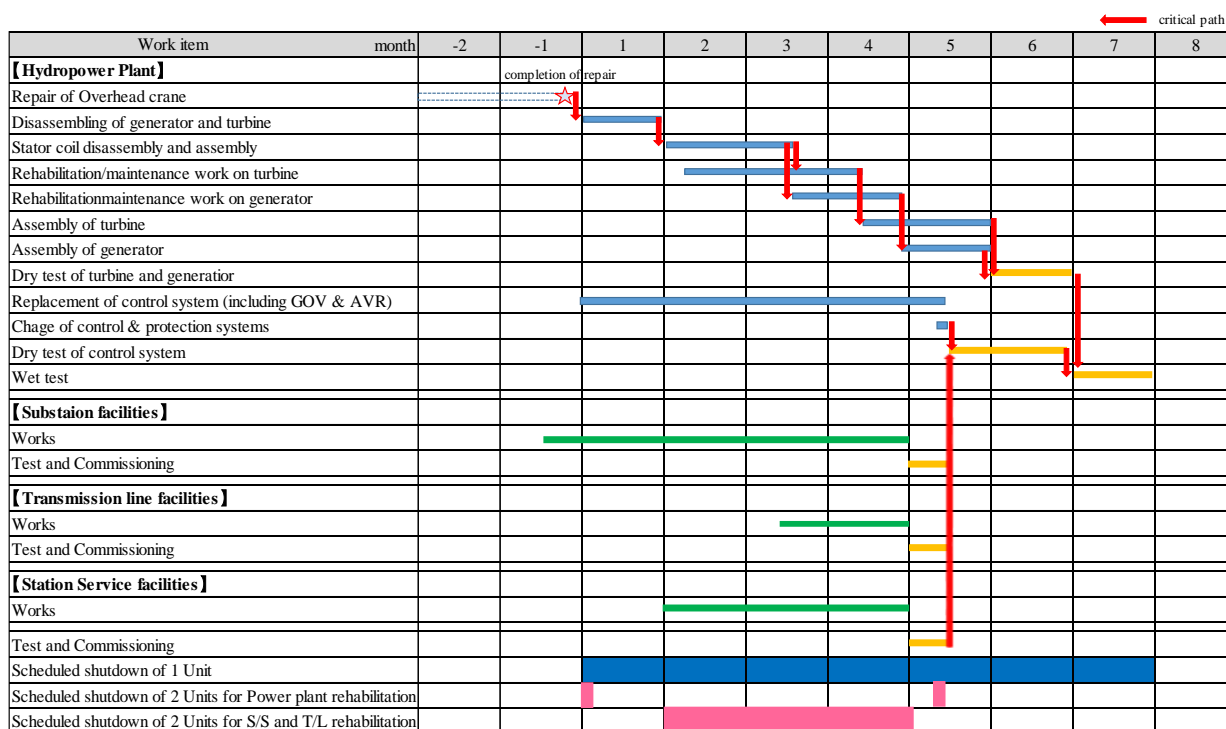 critical path
Work item month -2 -1 1 2 3 4 5 6 7 8
【Hydropower Plant】
completion of repair
Repair of Overhead crane
Disassembling of generator and turbine
Stator coil disassembly and assembly
Rehabilitation/maintenance work on turbine
Rehabilitationmaintenance work on generator
Assembly of turbine
Assembly of generator
Dry test of turbine and generatior
Replacement of control system (including GOV & AVR)
Chage of control & protection systems
Dry test of control system
Wet test
【Substaion facilities】
Works
Test and Commissioning
【Transmission line facilities】
Works
Test and Commissioning
【Station Service facilities】
Works
Test and Commissioning
Scheduled shutdown of 1 Unit
Scheduled shutdown of 2 Units for Power plant rehabilitation
Scheduled shutdown of 2 Units for S/S and T/L rehabilitation